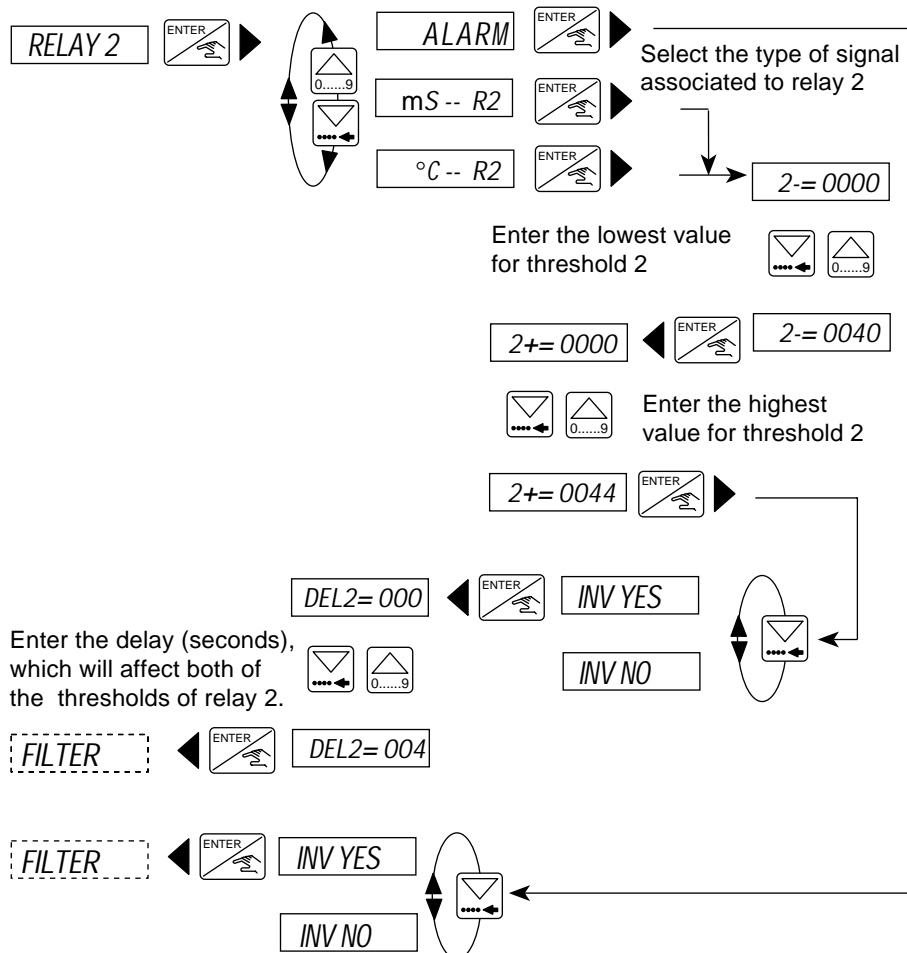 RELAY 2
ENTER
0......9
ALARM
ENTER
Select the type of signal
associated to relay 2
mS -- R2
ENTER
°C -- R2
ENTER
2-= 0000
Enter the lowest value
for threshold 2
0......9
2+= 0000
ENTER
2-= 0040
0......9
Enter the highest
value for threshold 2
2+= 0044
ENTER
DEL2= 000
ENTER
INV YES
INV NO
Enter the delay (seconds),
which will affect both of
the thresholds of relay 2.
0......9
FILTER
ENTER
DEL2= 004
FILTER
ENTER
INV YES
INV NO